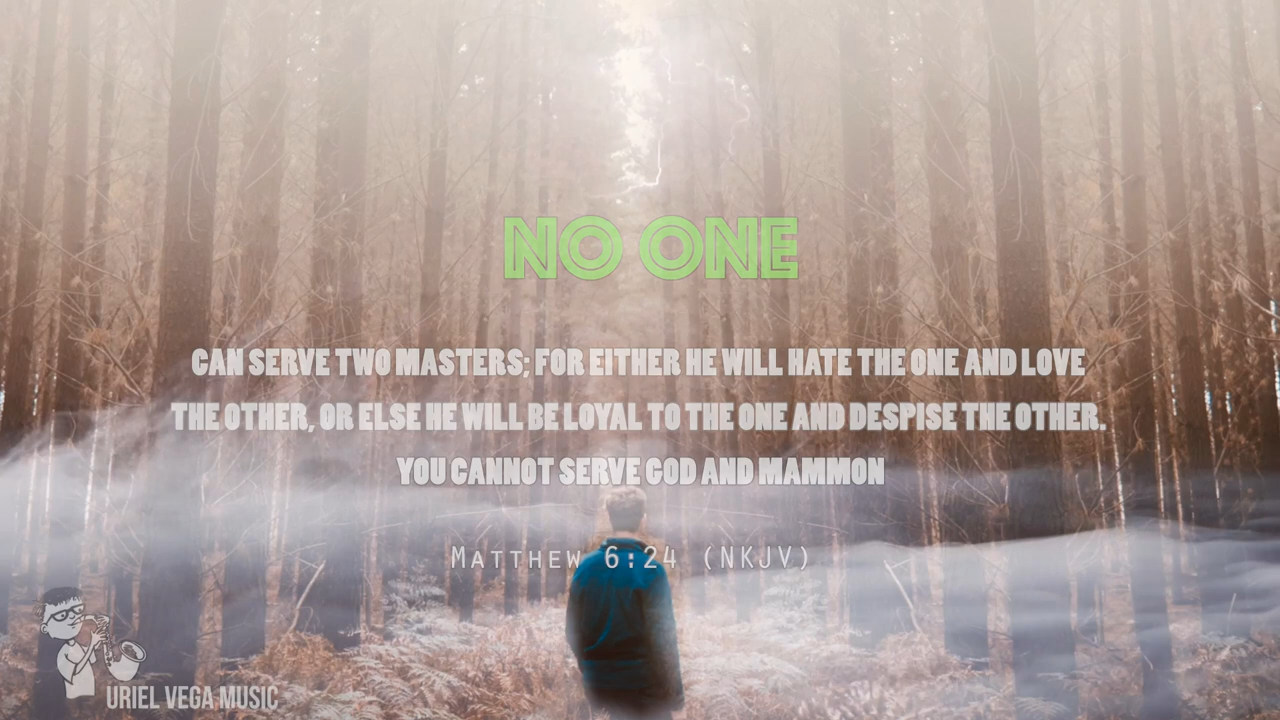 NO ONE
CAN SERVE TWO MASTERS; FOR EITHER HE WILL HATE THE ONE AND LOVE
THE OTHER, OR ELSE HE WILL BE LOYAL TO THE ONE AND DESPISE THE OTHER.
YOU CANNOT SERVE GOD AND MAMMON
Matthew 6:24 (NKJV)
URIEL VEGA MUSIC